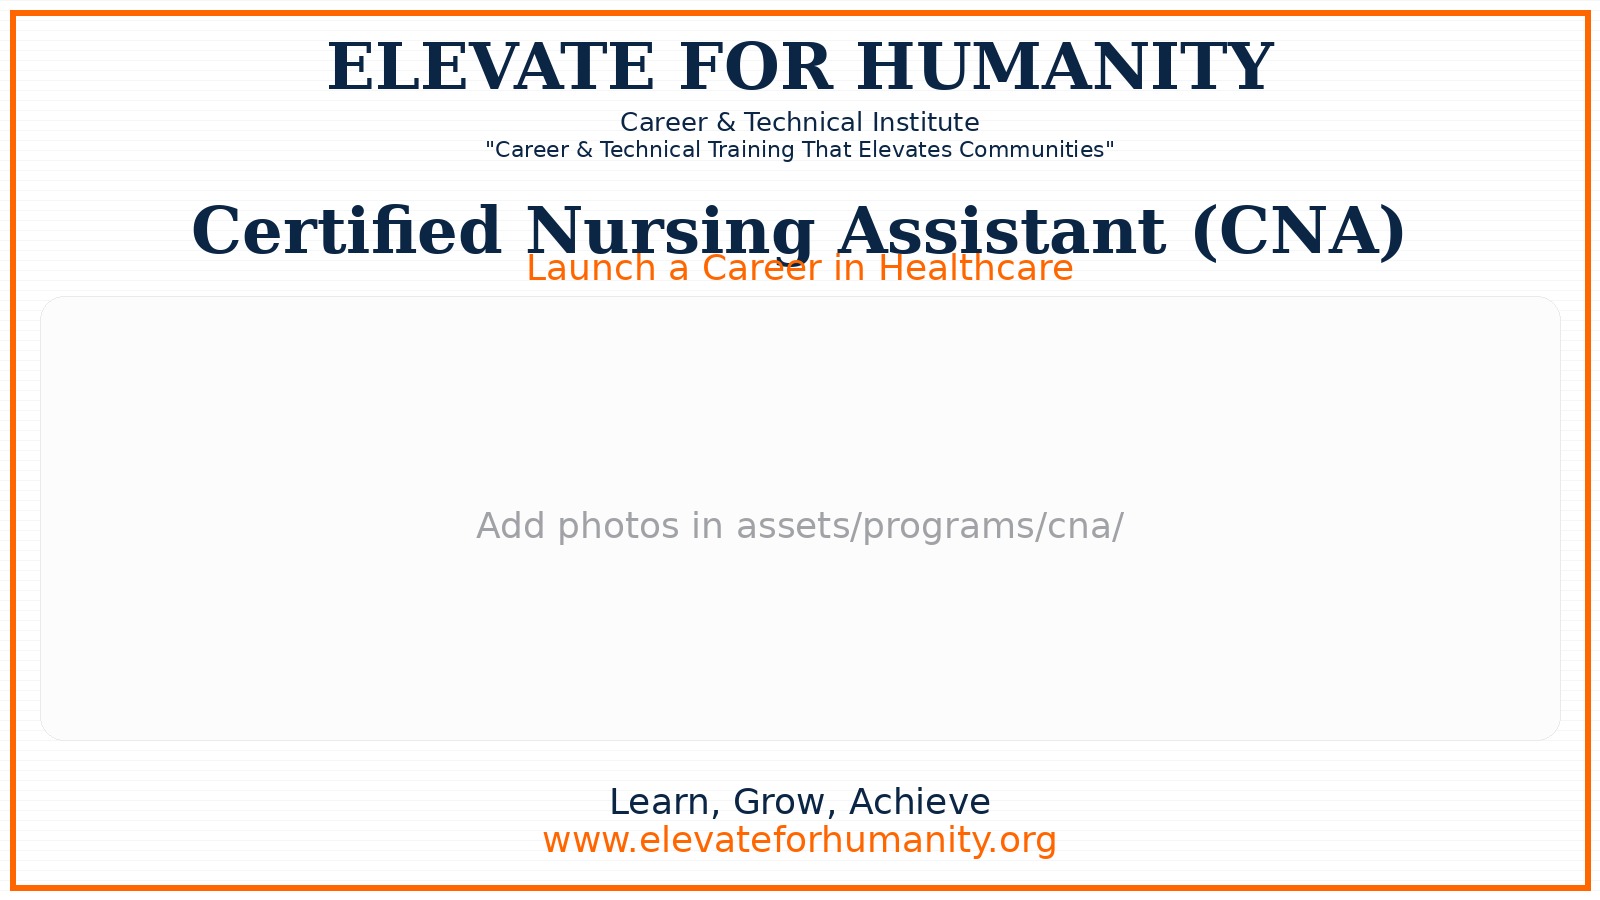 ELEVATE FOR HUMANITY
Career & Technical Institute
"Career & Technical Training That Elevates Communities"
Certified Nursing Assistant (CNA)
Launch a Career in Healthcare
Add photos in assets/programs/cna/
Learn, Grow, Achieve
www.elevateforhumanity.org